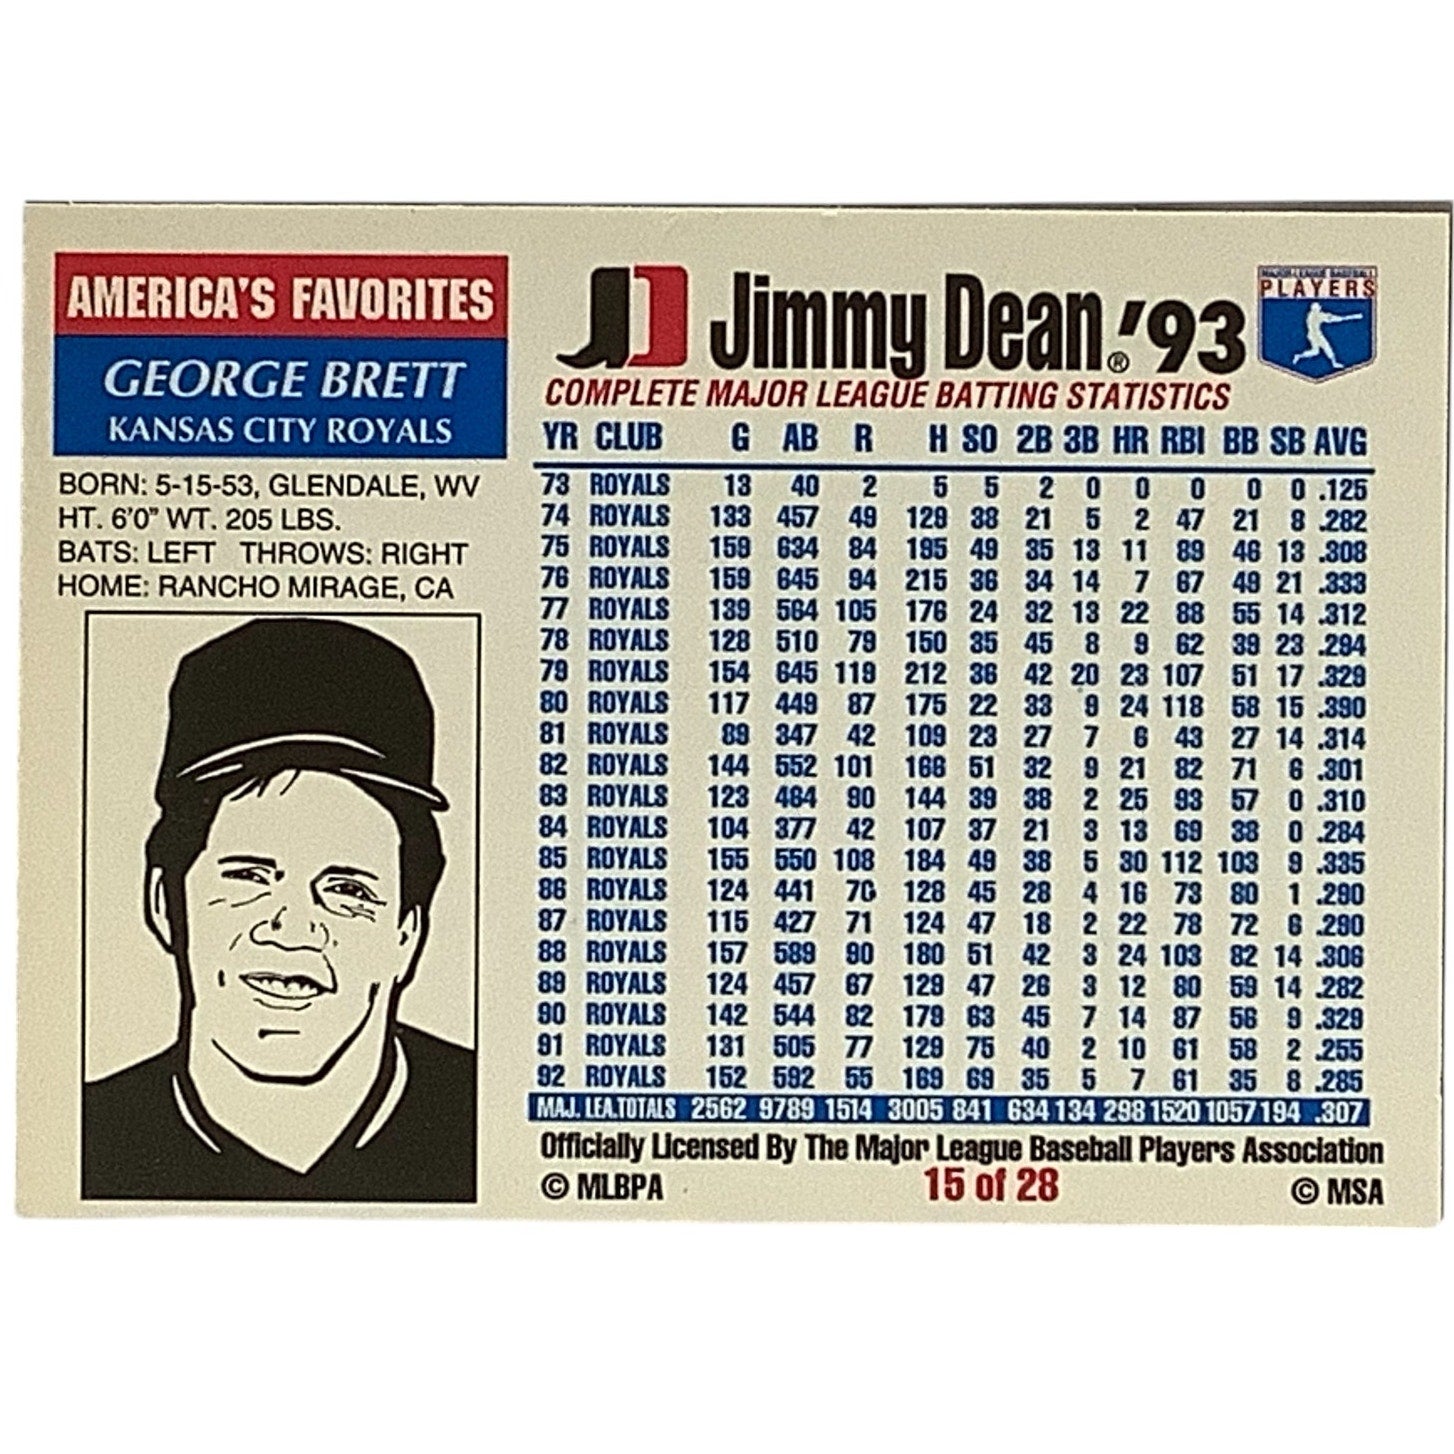 AMERICA'S FAVORITES
GEORGE BRETT
KANSAS CITY ROYALS
BORN: 5-15-53, GLENDALE, WV
HT. 6'0" WT. 205 LBS.
BATS: LEFT THROWS: RIGHT
HOME: RANCHO MIRAGE, CA
JD Jimmy Dean® '93
MAJOR LEAGUE BASEBALL
PLAYERS
COMPLETE MAJOR LEAGUE BATTING STATISTICS
YR CLUB G AB R H SO 2B 3B HR RBI BB SB AVG
73 ROYALS 13 40 2 5 5 2 0 0 0 0 0 .125
74 ROYALS 133 457 49 129 38 21 5 2 47 21 8 .282
75 ROYALS 159 634 84 195 49 35 13 11 89 46 13 .308
76 ROYALS 159 645 94 215 36 34 14 7 67 49 21 .333
77 ROYALS 139 564 105 176 24 32 13 22 88 55 14 .312
78 ROYALS 128 510 79 150 35 45 8 9 62 39 23 .294
79 ROYALS 154 645 119 212 36 42 20 23 107 51 17 .329
80 ROYALS 117 449 87 175 22 33 9 24 118 58 15 .390
81 ROYALS 89 347 42 109 23 27 7 6 43 27 14 .314
82 ROYALS 144 552 101 166 51 32 9 21 82 71 6 .301
83 ROYALS 123 464 90 144 39 38 2 25 93 57 0 .310
84 ROYALS 104 377 42 107 37 21 3 13 69 38 0 .284
85 ROYALS 155 550 108 184 49 38 5 30 112 103 9 .335
86 ROYALS 124 441 70 128 45 28 4 16 73 80 1 .290
87 ROYALS 115 427 71 124 47 18 2 22 78 72 6 .290
88 ROYALS 157 589 90 180 51 42 3 24 103 82 14 .306
89 ROYALS 124 457 67 129 47 26 3 12 80 59 14 .282
90 ROYALS 142 544 82 179 63 45 7 14 87 56 9 .329
91 ROYALS 131 505 77 129 75 40 2 10 61 58 2 .255
92 ROYALS 152 592 55 169 69 35 5 7 61 35 8 .285
MAJ. LEA. TOTALS 2562 9789 1514 3005 841 634 134 298 1520 1057 194 .307
Officially Licensed By The Major League Baseball Players Association
© MLBPA 15 of 28 © MSA